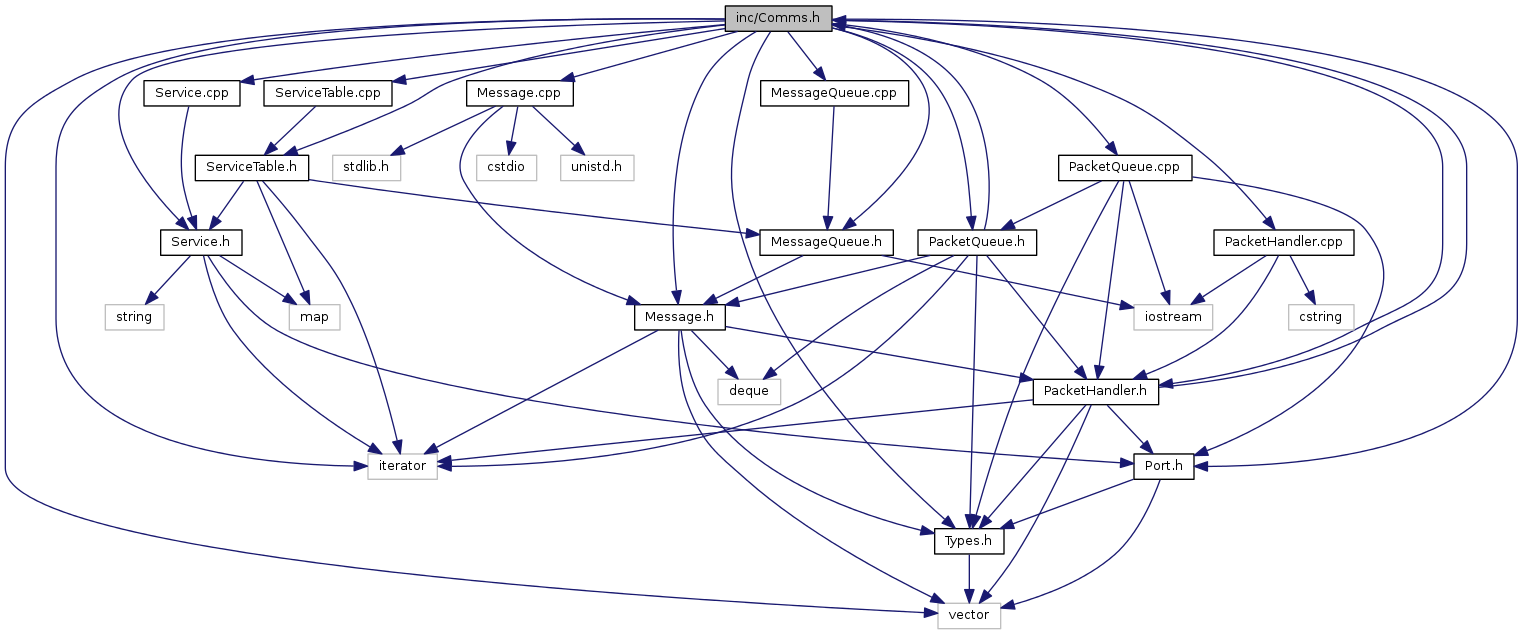 inc/Comms.h
Service.cpp
ServiceTable.cpp
Message.cpp
MessageQueue.cpp
ServiceTable.h
stdlib.h
cstdio
unistd.h
PacketQueue.cpp
Service.h
MessageQueue.h
PacketQueue.h
PacketHandler.cpp
string
map
Message.h
iostream
cstring
deque
PacketHandler.h
iterator
Port.h
Types.h
vector